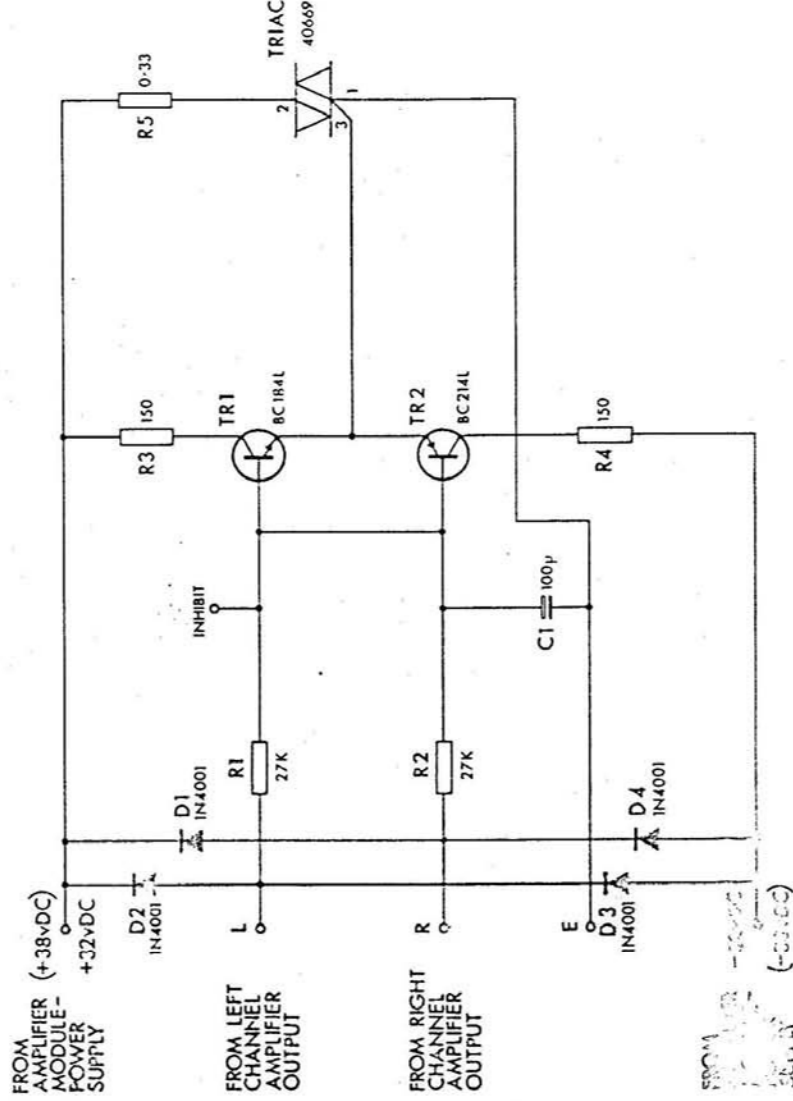 FROM
AMPLIFIER
MODULE-
POWER
SUPPLY
(+38vDC)
+32vDC
D2
1N4001
D1
1N4001
FROM LEFT
CHANNEL
AMPLIFIER
OUTPUT
L
R1
27K
INHIBIT
R3
150
TR1
BC184L
R5
0·33
TRIAC
40669
2
3
1
FROM RIGHT
CHANNEL
AMPLIFIER
OUTPUT
R
R2
27K
TR2
BC214L
C1
100µ
R4
150
E
D3
1N4001
D4
1N4001
FROM